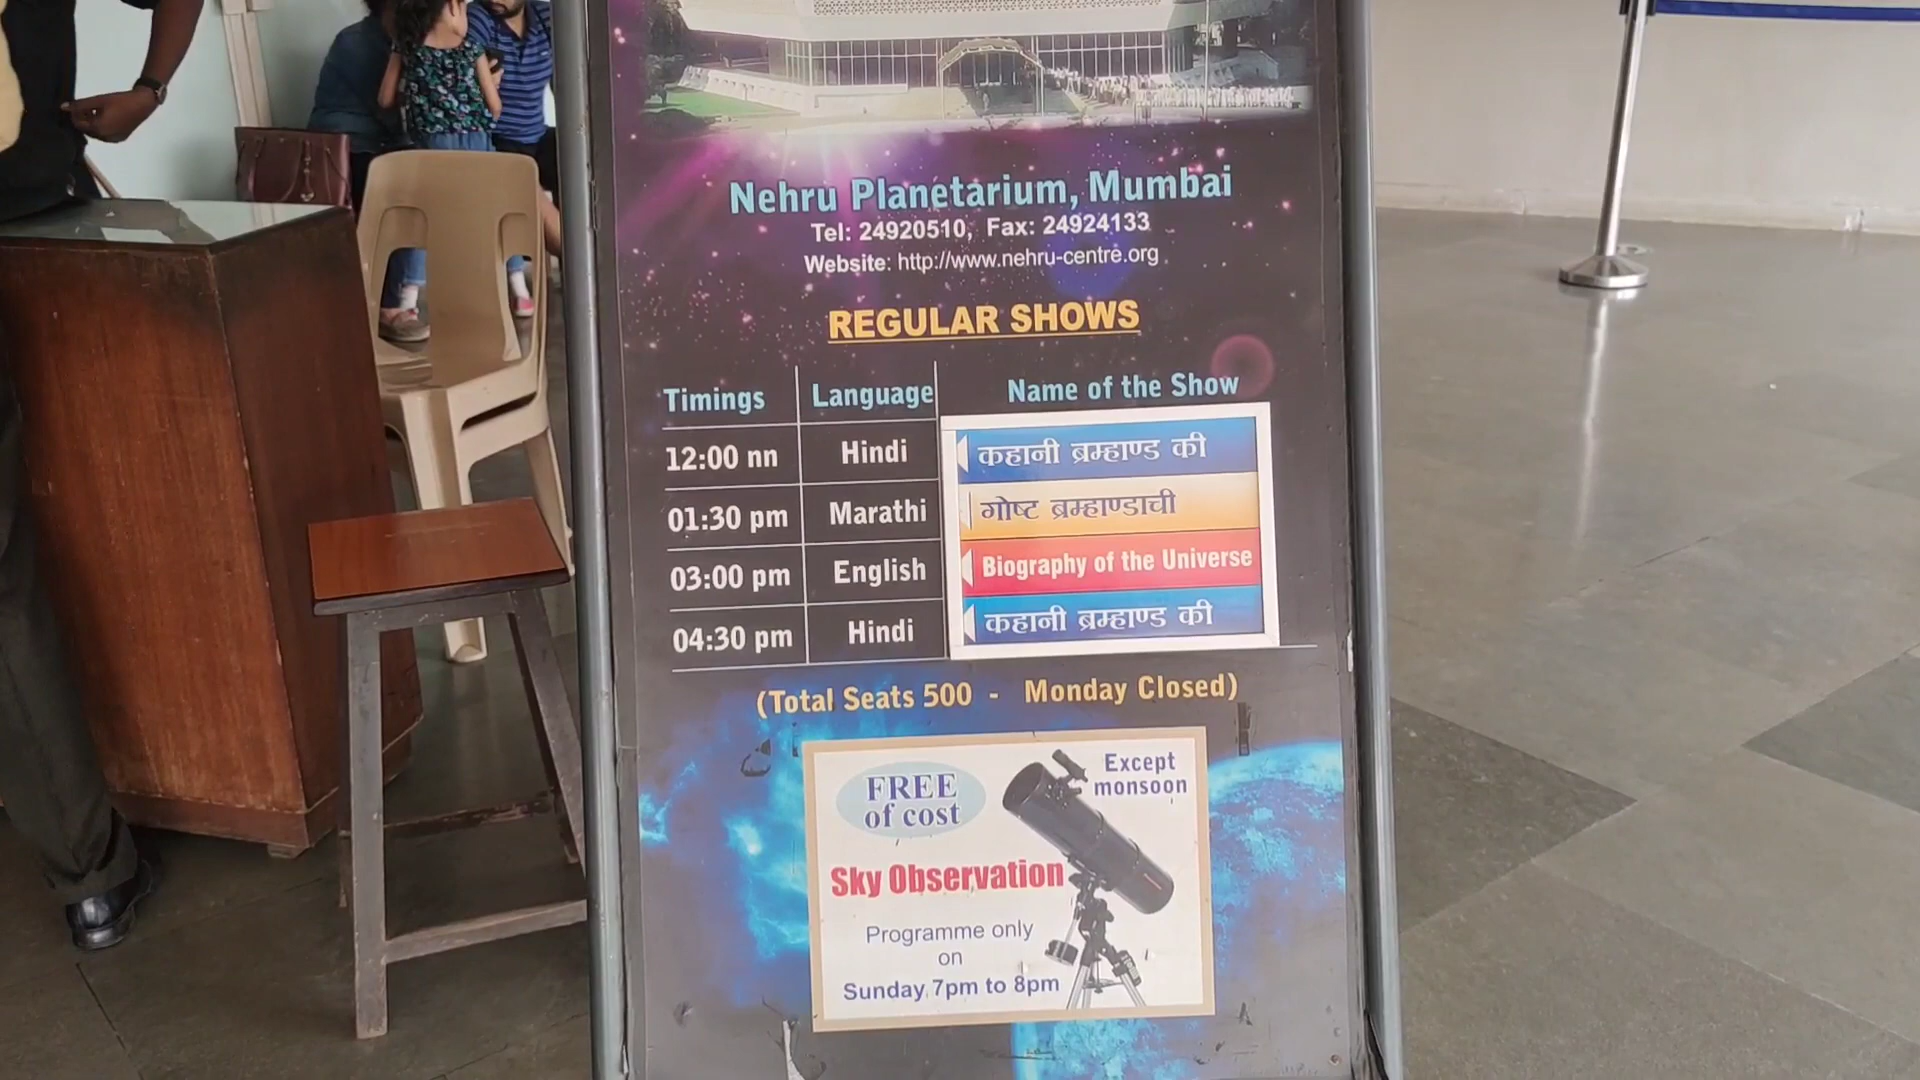 Nehru Planetarium, Mumbai
Tel: 24920510, Fax: 24924133
Website: http://www.nehru-centre.org
REGULAR SHOWS
Timings Language Name of the Show
12:00 nn Hindi कहानी ब्रम्हाण्ड की
01:30 pm Marathi गोष्ट ब्रम्हाण्डाची
03:00 pm English Biography of the Universe
04:30 pm Hindi कहानी ब्रम्हाण्ड की
(Total Seats 500 - Monday Closed)
FREE
of cost
Except
monsoon
Sky Observation
Programme only
on
Sunday 7pm to 8pm